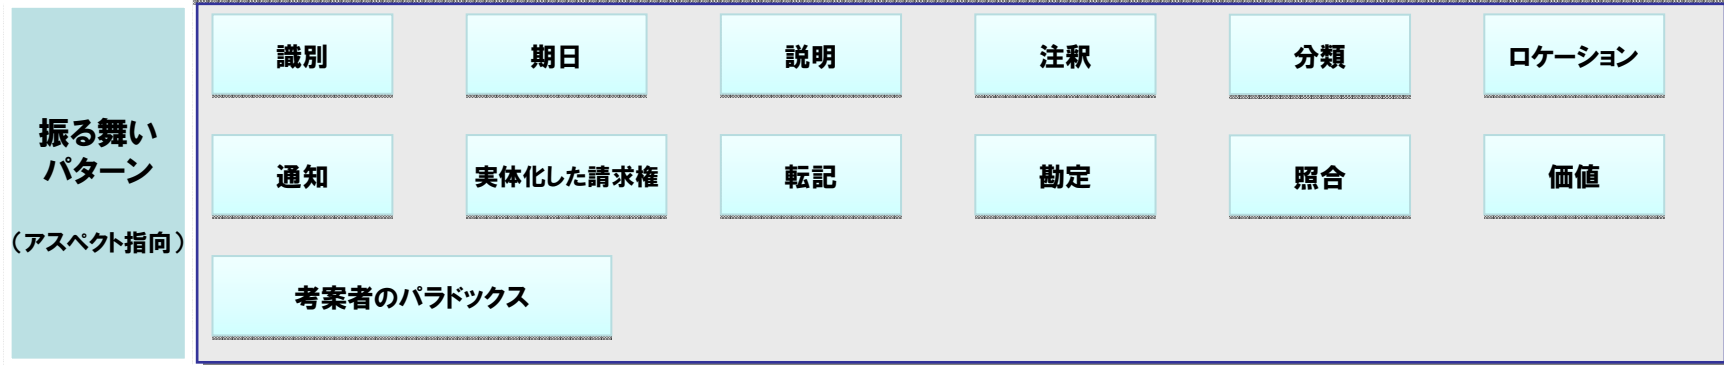 振る舞い
パターン
（アスペクト指向）
識別
期日
説明
注釈
分類
ロケーション
通知
実体化した請求権
転記
勘定
照合
価値
考案者のパラドックス